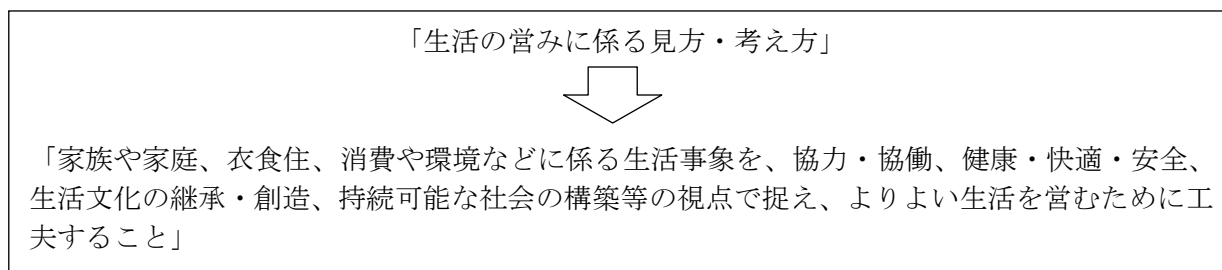 「生活の営みに係る見方・考え方」
「家族や家庭、衣食住、消費や環境などに係る生活事象を、協力・協働、健康・快適・安全、
生活文化の継承・創造、持続可能な社会の構築等の視点で捉え、よりよい生活を営むために工
夫すること」